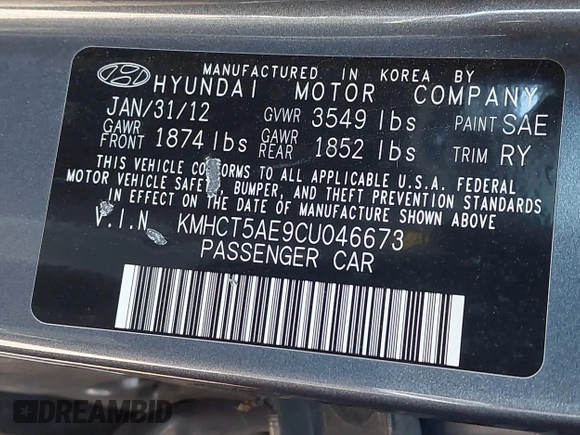 MANUFACTURED IN KOREA BY
HYUNDAI MOTOR COMPANY
JAN/31/12 GVWR 3549 lbs PAINT SAE
GAWR FRONT 1874 lbs GAWR REAR 1852 lbs TRIM RY
THIS VEHICLE CONFORMS TO ALL APPLICABLE U.S.A. FEDERAL
MOTOR VEHICLE SAFETY, BUMPER, AND THEFT PREVENTION STANDARDS
IN EFFECT ON THE DATE OF MANUFACTURE SHOWN ABOVE
V.I.N KMHCT5AE9CU046673
PASSENGER CAR
DREAMBID